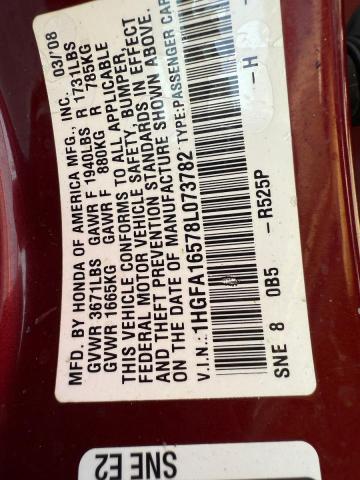 MFD. BY HONDA OF AMERICA MFG., INC. 03/08
GVWR 3671LBS GAWR F 1940LBS R 1731LBS
GVWR 1665KG GAWR F 880KG R 785KG
THIS VEHICLE CONFORMS TO ALL APPLICABLE
FEDERAL MOTOR VEHICLE SAFETY, BUMPER,
AND THEFT PREVENTION STANDARDS IN EFFECT
ON THE DATE OF MANUFACTURE SHOWN ABOVE.
V.I.N.: 1HGFA16578L073782 TYPE: PASSENGER CAR
SNE 8 0B5 - R525P - H
SNE E2